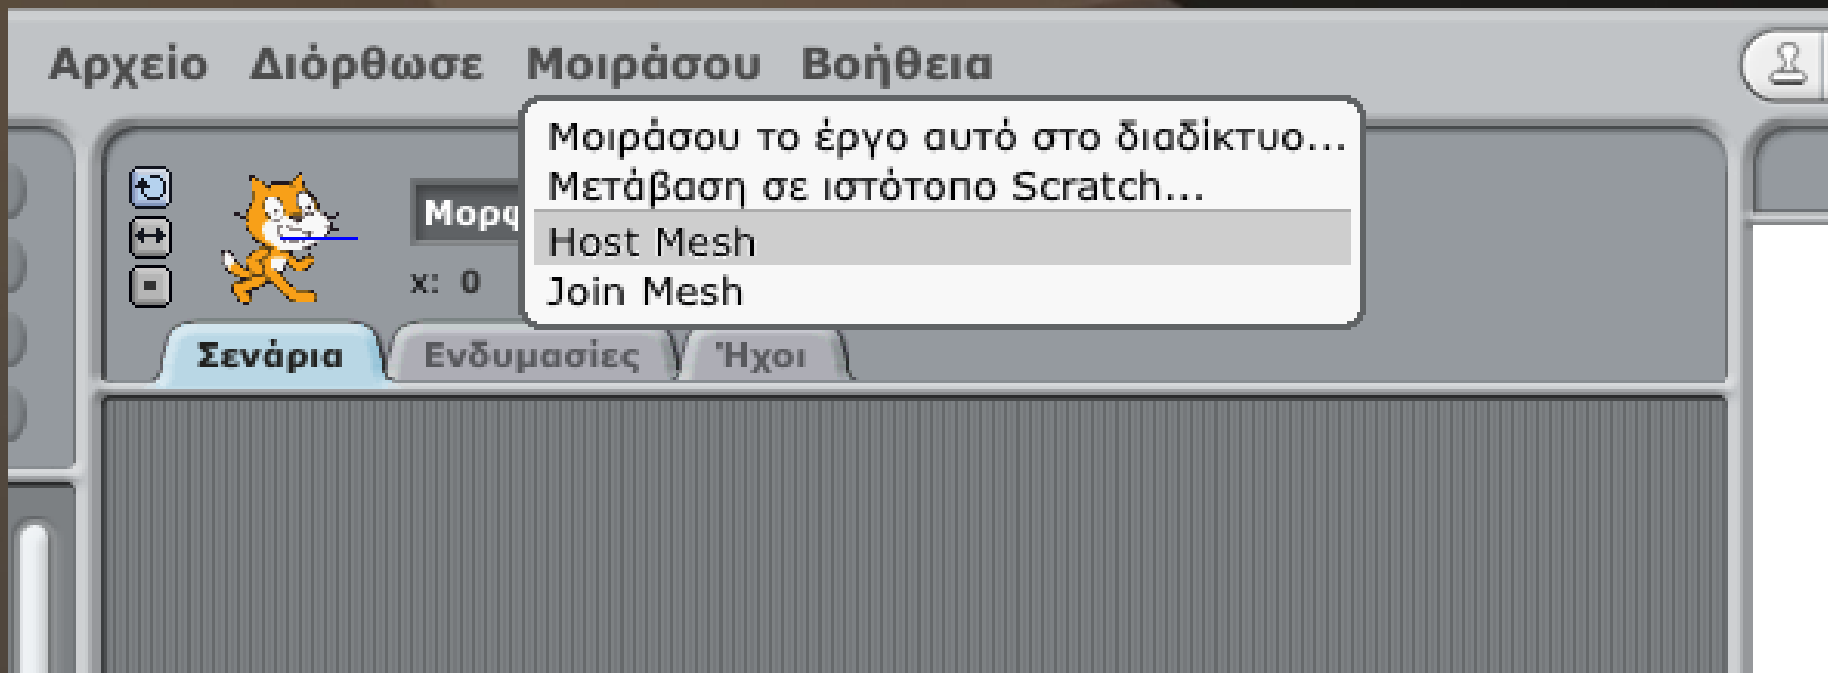 Αρχείο Διόρθωσε Μοιράσου Βοήθεια
Μοιράσου το έργο αυτό στο διαδίκτυο...
Μετάβαση σε ιστότοπο Scratch...
Host Mesh
Join Mesh
x: 0
Σενάρια Ενδυμασίες Ήχοι